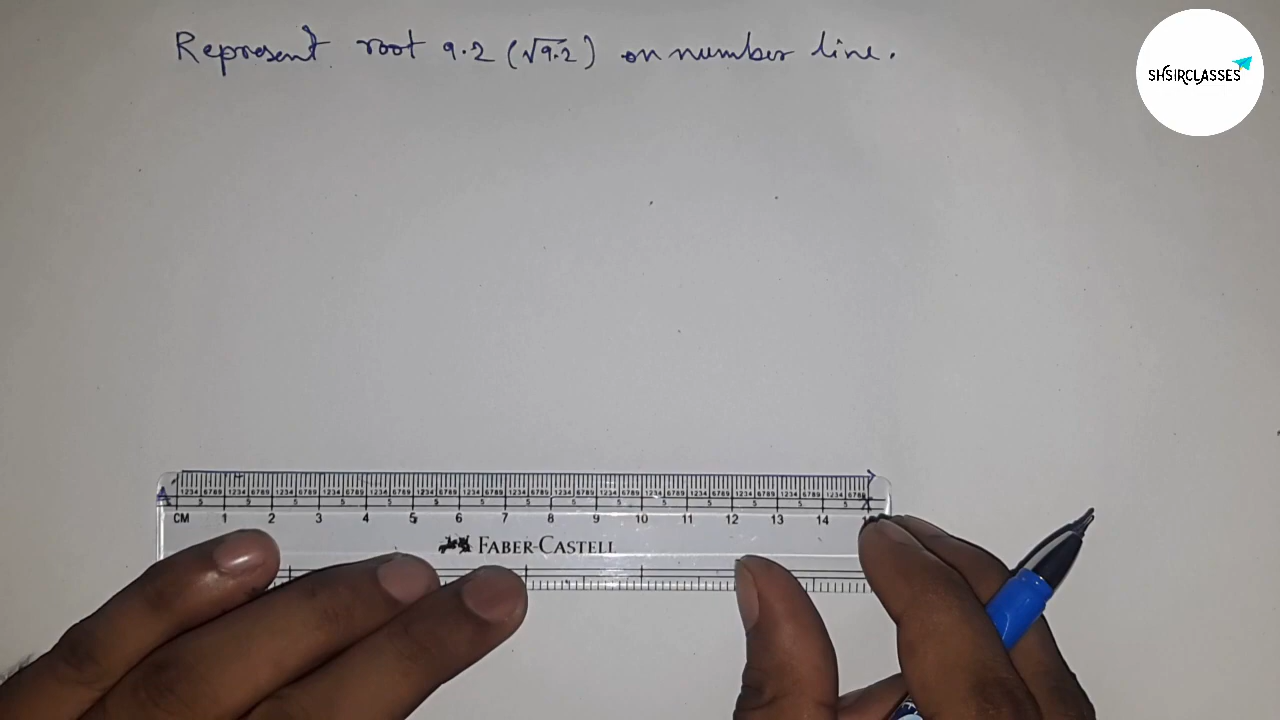 Represent root 9.2 (√9.2) on number line.
SHSIRCLASSES
A
CM 1 2 3 4 5 6 7 8 9 10 11 12 13 14
FABER-CASTELL